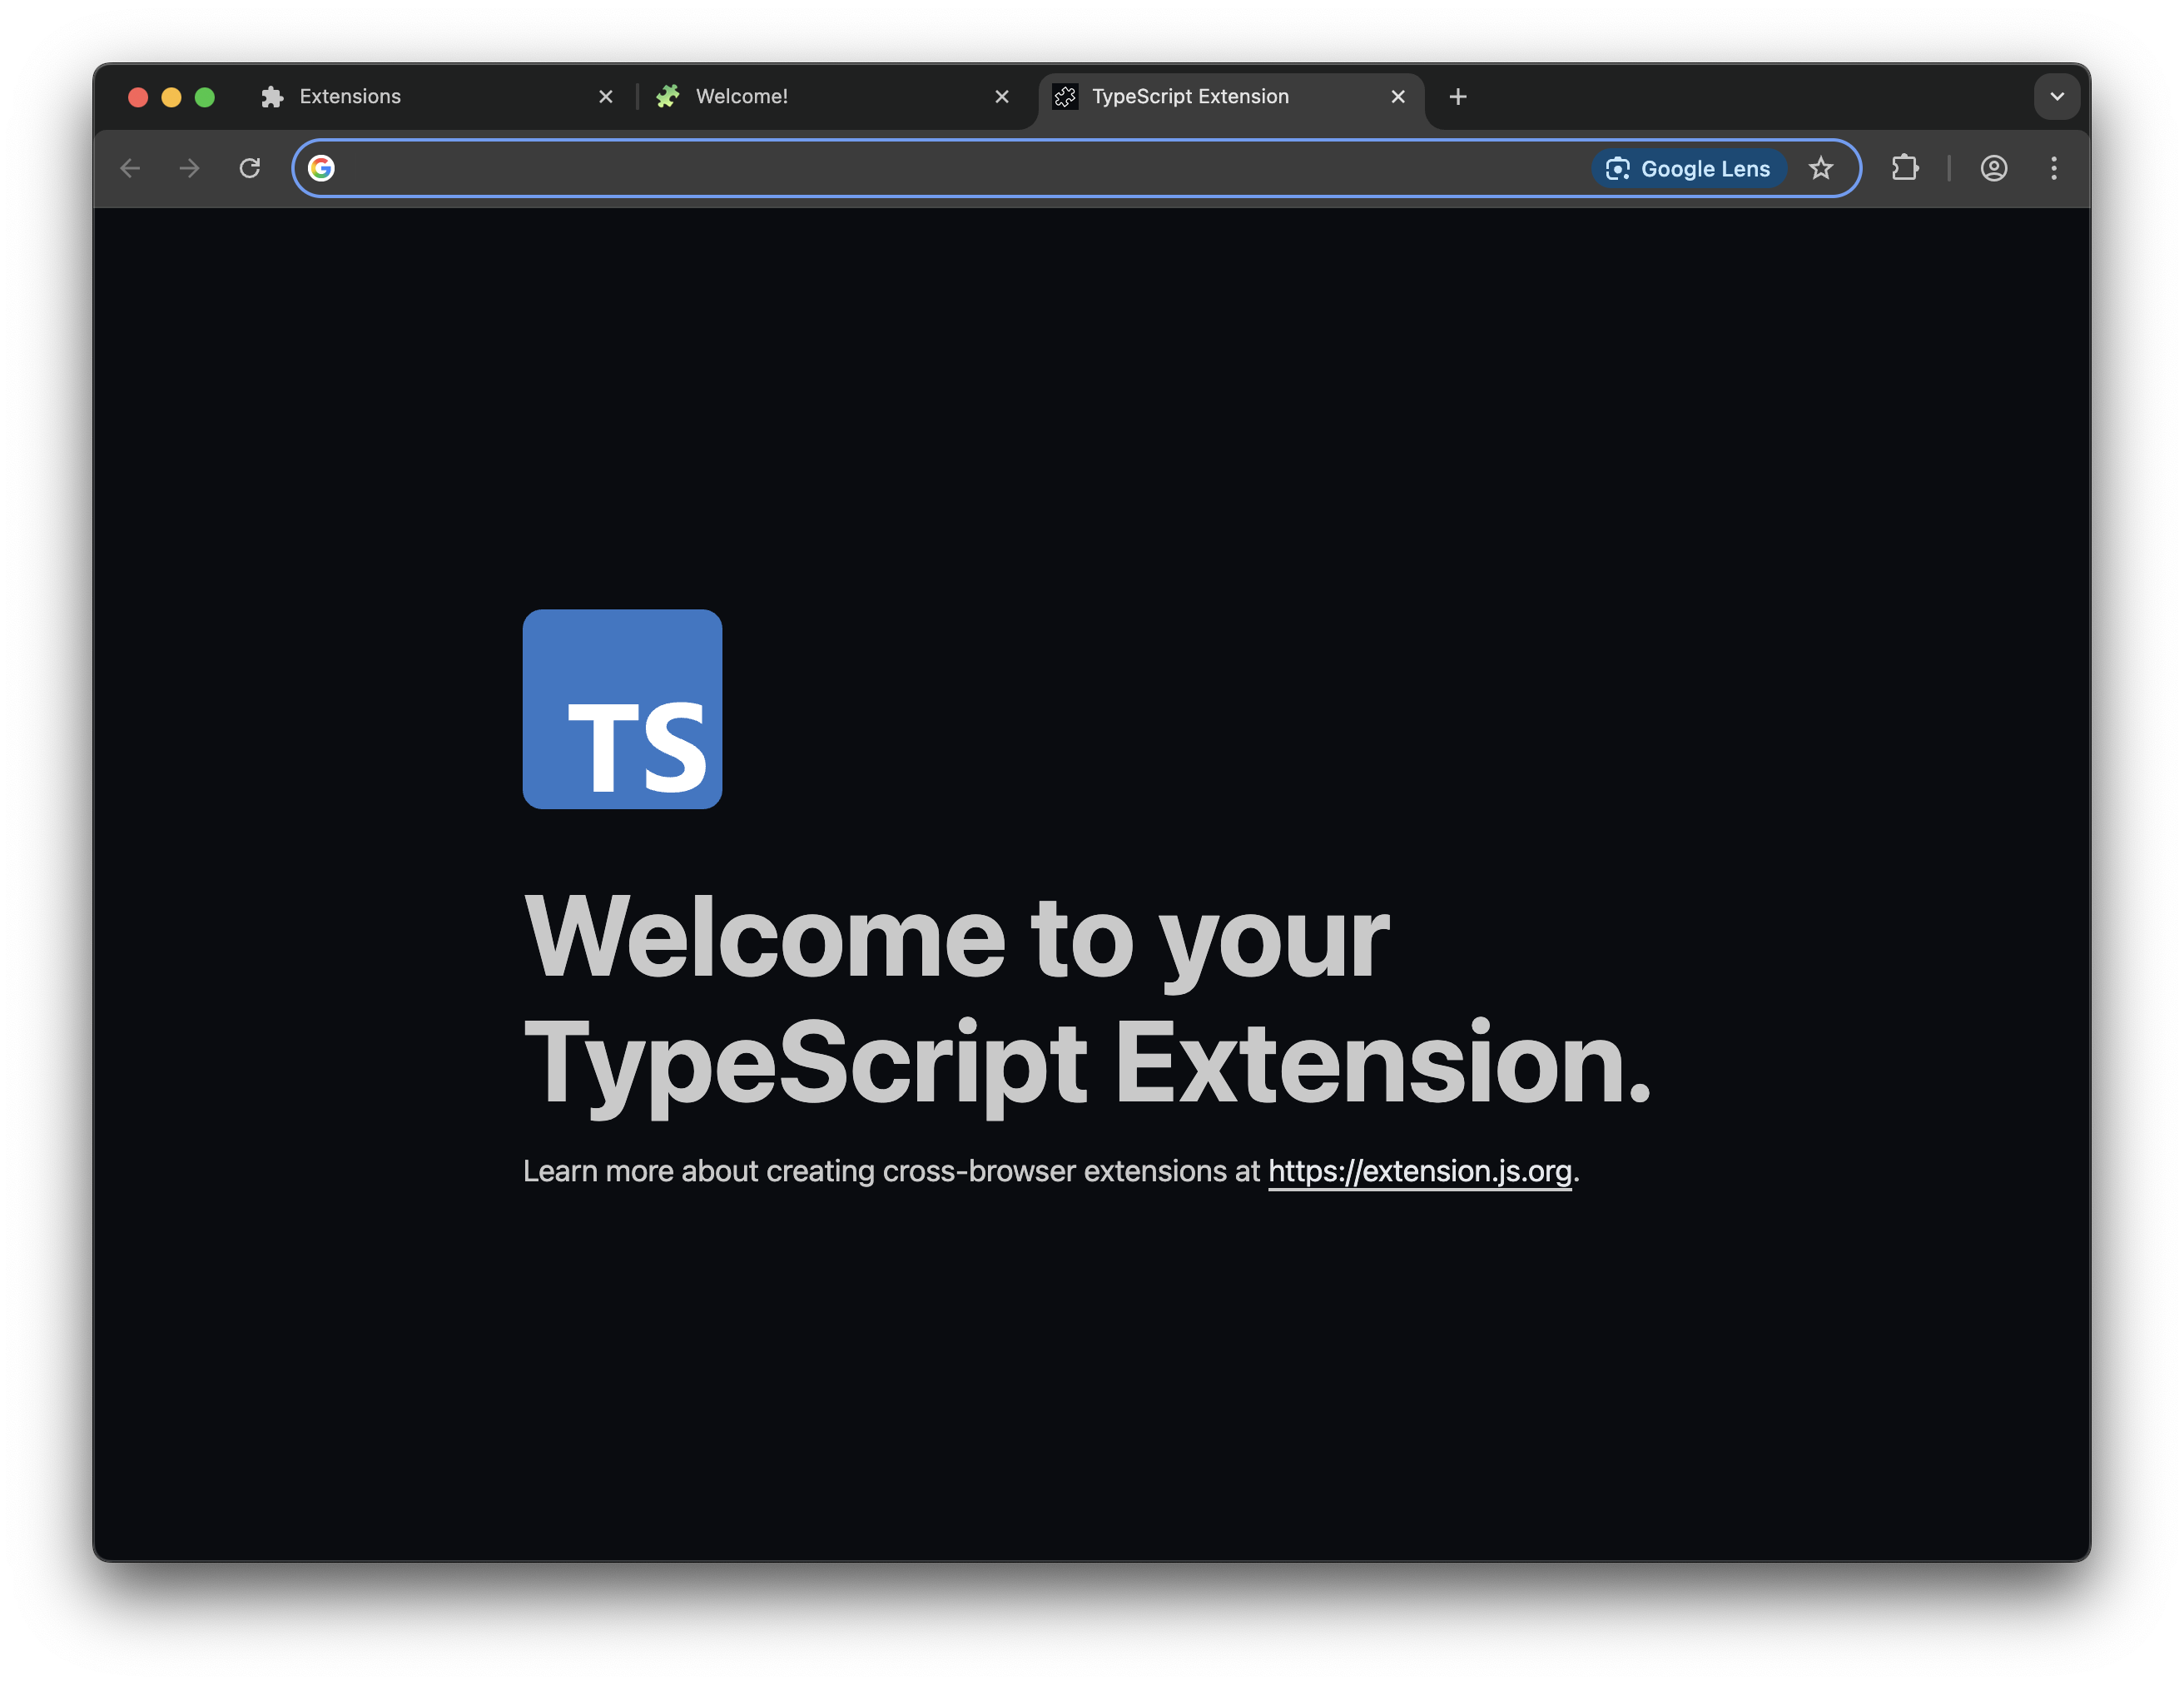 Extensions
Welcome!
TypeScript Extension
Google Lens
TS
Welcome to your
TypeScript Extension.
Learn more about creating cross-browser extensions at https://extension.js.org.